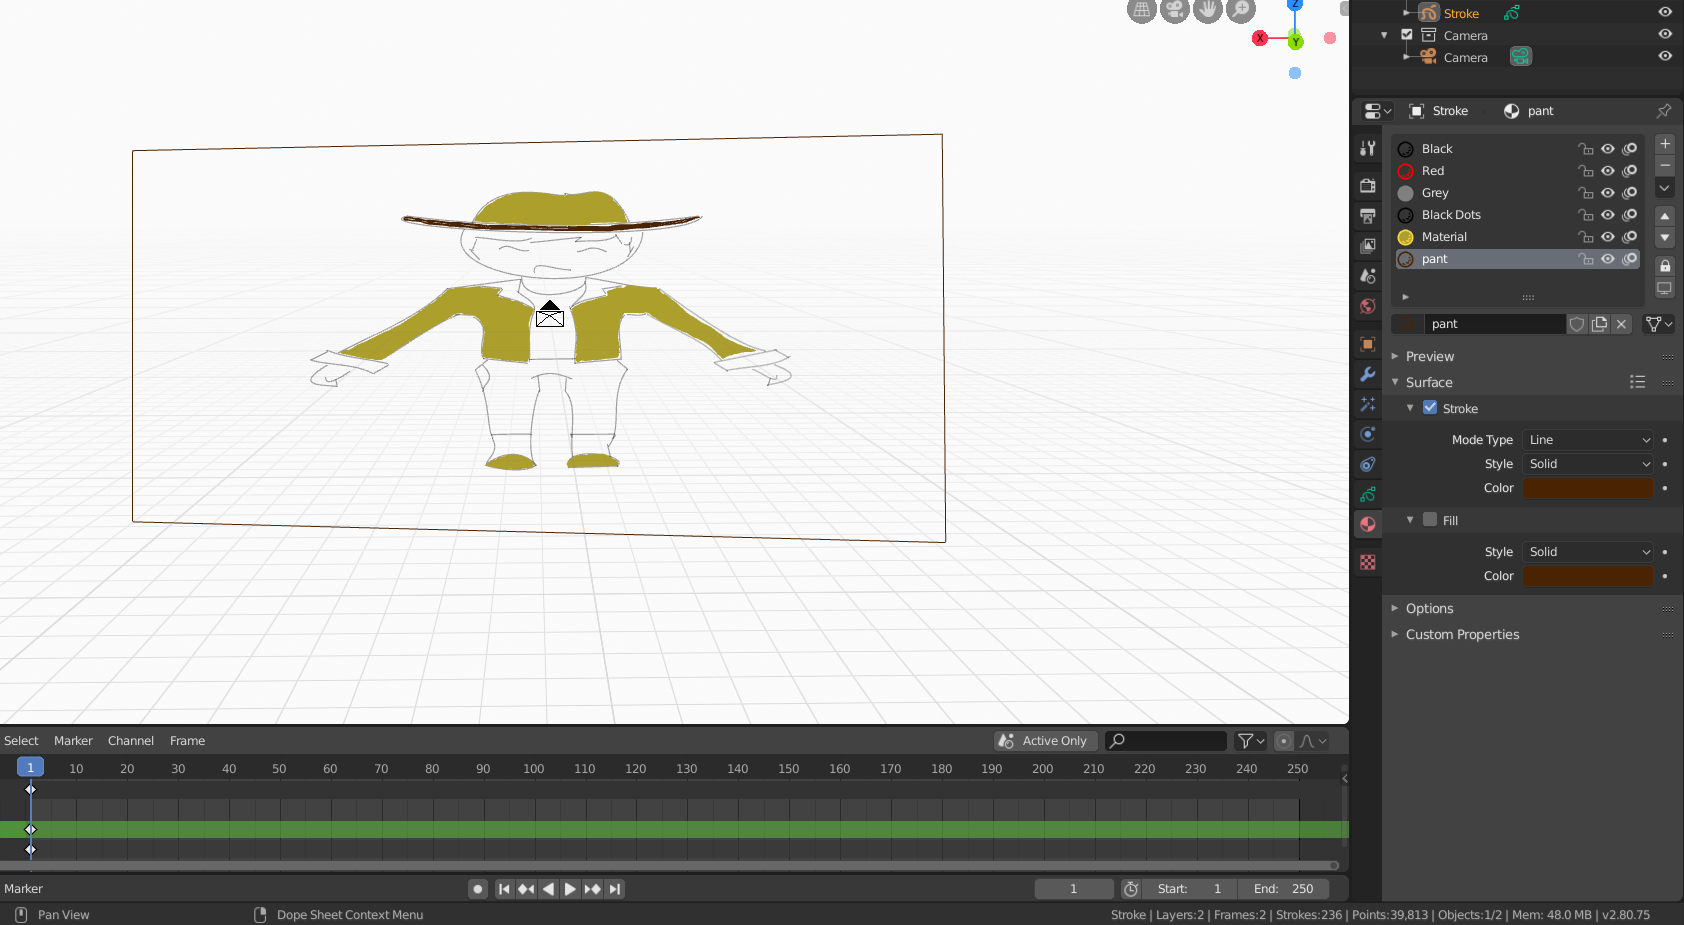 Z
X
Y
Stroke
Camera
Camera
Stroke
pant
Black
Red
Grey
Black Dots
Material
pant
pant
Preview
Surface
Stroke
Mode Type Line
Style Solid
Color
Fill
Style Solid
Color
Options
Custom Properties
Select Marker Channel Frame Active Only
1 10 20 30 40 50 60 70 80 90 100 110 120 130 140 150 160 170 180 190 200 210 220 230 240 250
Marker 1 Start: 1 End: 250
Pan View Dope Sheet Context Menu Stroke | Layers:2 | Frames:2 | Strokes:236 | Points:39,813 | Objects:1/2 | Mem: 48.0 MB | v2.80.75